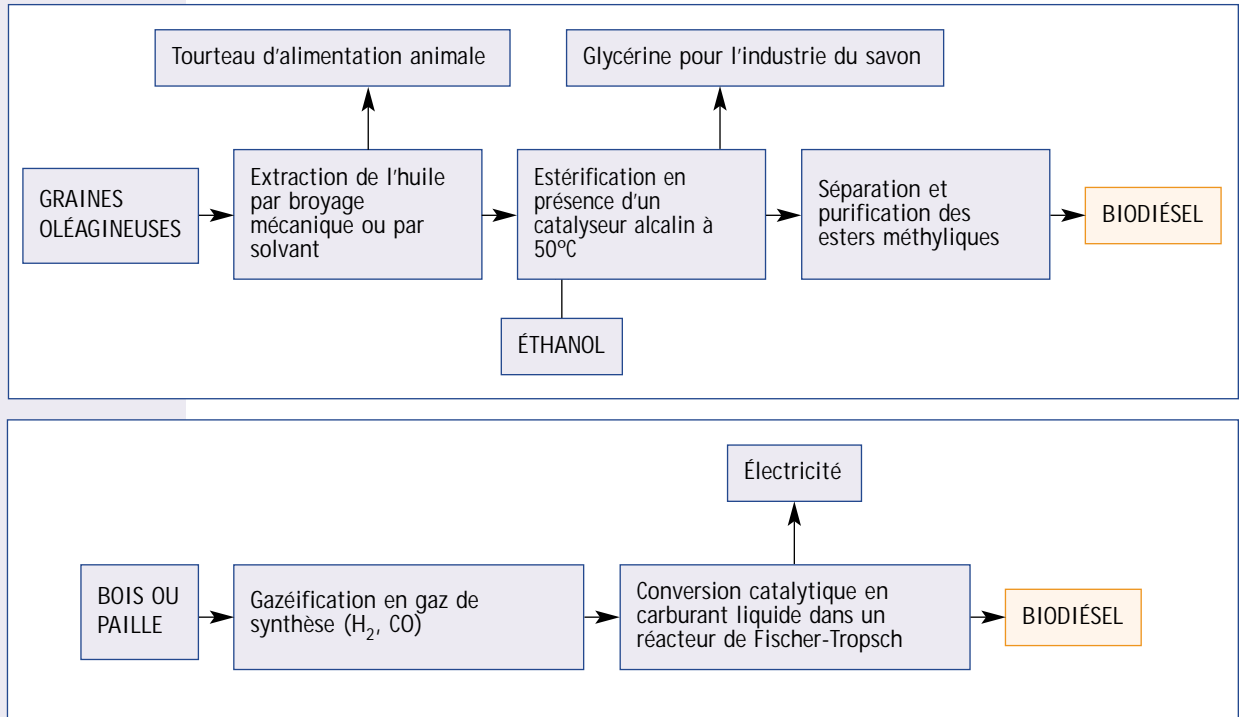 Tourteau d'alimentation animale
Glycérine pour l'industrie du savon
GRAINES
OLÉAGINEUSES
Extraction de l'huile
par broyage
mécanique ou par
solvant
Estérification en
présence d'un
catalyseur alcalin à
50°C
Séparation et
purification des
esters méthyliques
BIODIÉSEL
ÉTHANOL
Électricité
BOIS OU
PAILLE
Gazéification en gaz de
synthèse (H₂, CO)
Conversion catalytique en
carburant liquide dans un
réacteur de Fischer-Tropsch
BIODIÉSEL